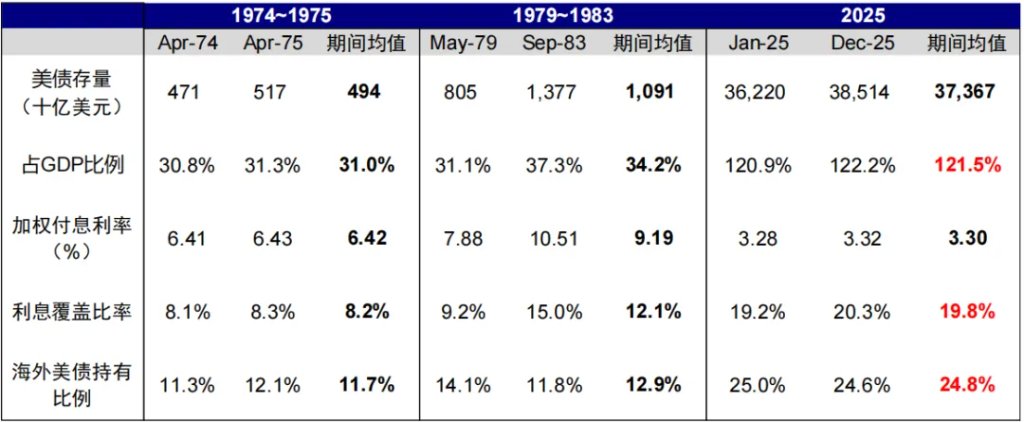 1974~1975 1979~1983 2025
Apr-74 Apr-75 期间均值 May-79 Sep-83 期间均值 Jan-25 Dec-25 期间均值
美债存量
（十亿美元） 471 517 494 805 1,377 1,091 36,220 38,514 37,367
占GDP比例 30.8% 31.3% 31.0% 31.1% 37.3% 34.2% 120.9% 122.2% 121.5%
加权付息利率
（%） 6.41 6.43 6.42 7.88 10.51 9.19 3.28 3.32 3.30
利息覆盖比率 8.1% 8.3% 8.2% 9.2% 15.0% 12.1% 19.2% 20.3% 19.8%
海外美债持有
比例 11.3% 12.1% 11.7% 14.1% 11.8% 12.9% 25.0% 24.6% 24.8%